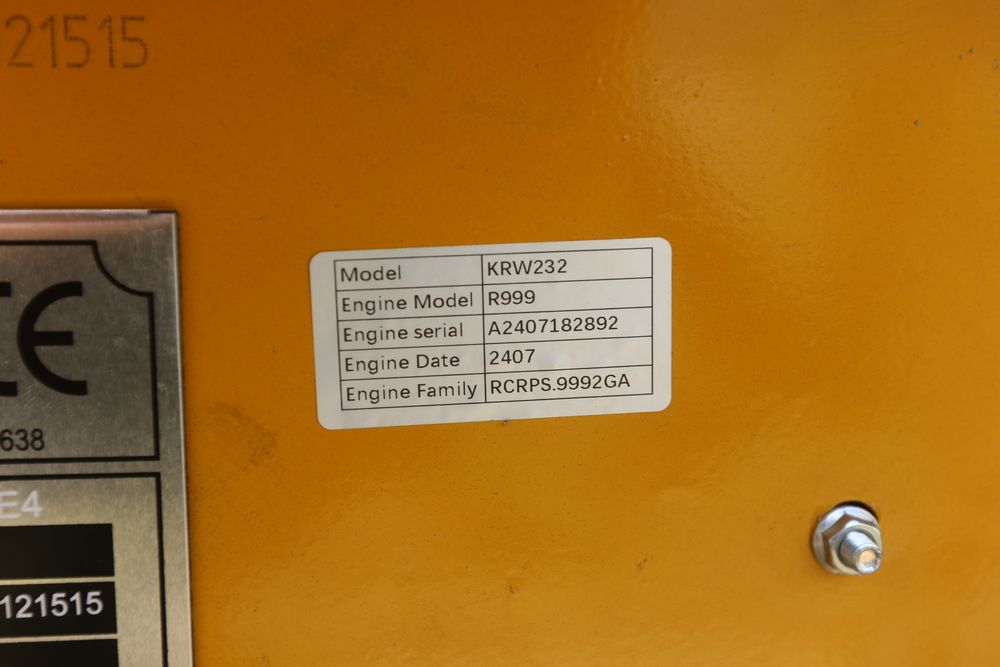 121515
CE
638
E4
121515
Model KRW232
Engine Model R999
Engine serial A2407182892
Engine Date 2407
Engine Family RCRPS.9992GA